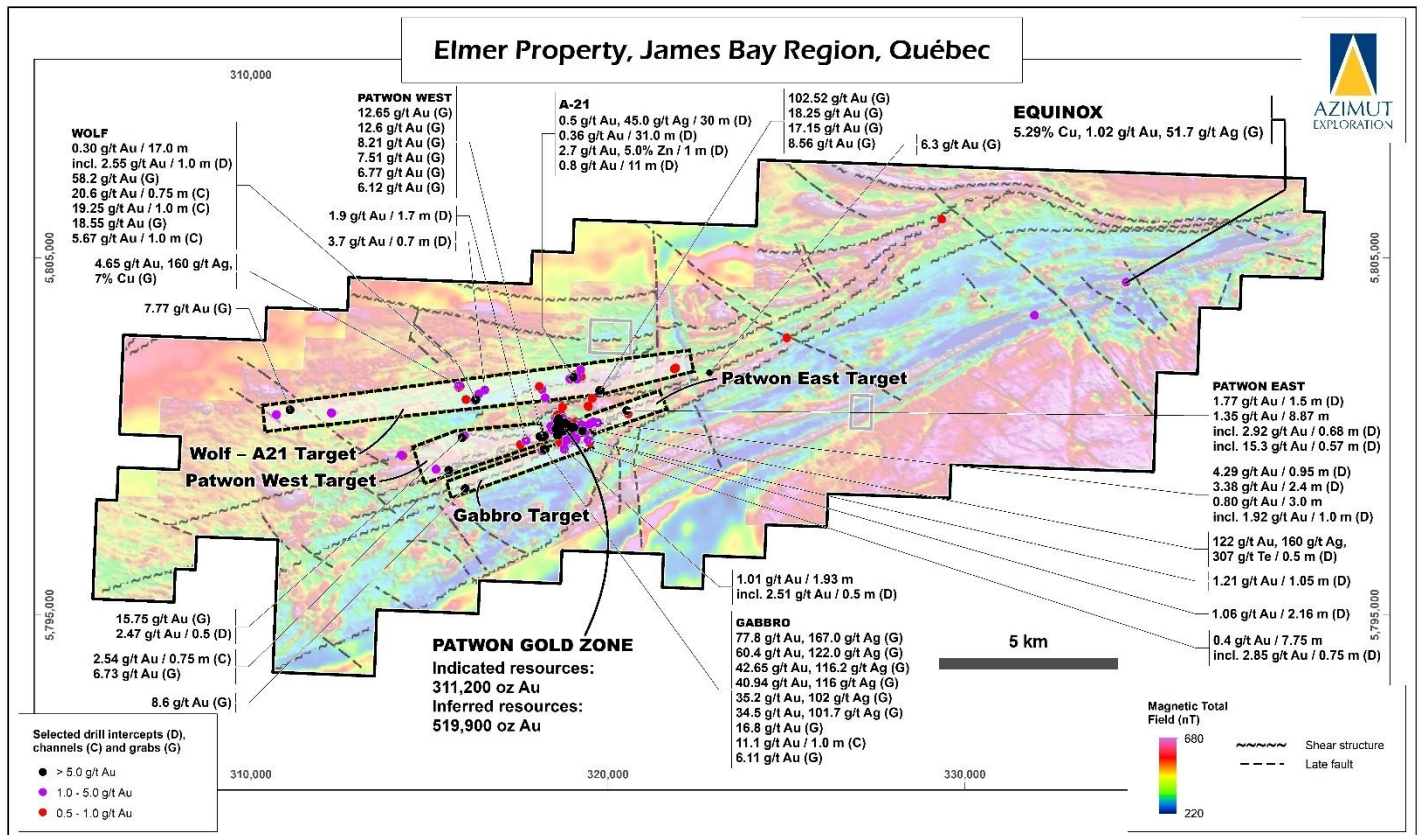 Elmer Property, James Bay Region, Québec
AZIMUT
EXPLORATION
310,000
5,805,000
5,805,000
WOLF
0.30 g/t Au / 17.0 m
incl. 2.55 g/t Au / 1.0 m (D)
58.2 g/t Au (G)
20.6 g/t Au / 0.75 m (C)
19.25 g/t Au / 1.0 m (C)
18.55 g/t Au (G)
5.67 g/t Au / 1.0 m (C)
4.65 g/t Au, 160 g/t Ag,
7% Cu (G)
7.77 g/t Au (G)
PATWON WEST
12.65 g/t Au (G)
12.6 g/t Au (G)
8.21 g/t Au (G)
7.51 g/t Au (G)
6.77 g/t Au (G)
6.12 g/t Au (G)
1.9 g/t Au / 1.7 m (D)
3.7 g/t Au / 0.7 m (D)
A-21
0.5 g/t Au, 45.0 g/t Ag / 30 m (D)
0.36 g/t Au / 31.0 m (D)
2.7 g/t Au, 5.0% Zn / 1 m (D)
0.8 g/t Au / 11 m (D)
102.52 g/t Au (G)
18.25 g/t Au (G)
17.15 g/t Au (G)
8.56 g/t Au (G)
6.3 g/t Au (G)
EQUINOX
5.29% Cu, 1.02 g/t Au, 51.7 g/t Ag (G)
Patwon East Target
Wolf – A21 Target
Patwon West Target
Gabbro Target
PATWON EAST
1.77 g/t Au / 1.5 m (D)
1.35 g/t Au / 8.87 m
incl. 2.92 g/t Au / 0.68 m (D)
incl. 15.3 g/t Au / 0.57 m (D)
4.29 g/t Au / 0.95 m (D)
3.38 g/t Au / 2.4 m (D)
0.80 g/t Au / 3.0 m
incl. 1.92 g/t Au / 1.0 m (D)
122 g/t Au, 160 g/t Ag,
307 g/t Te / 0.5 m (D)
1.21 g/t Au / 1.05 m (D)
1.06 g/t Au / 2.16 m (D)
0.4 g/t Au / 7.75 m
incl. 2.85 g/t Au / 0.75 m (D)
5,795,000
5,795,000
15.75 g/t Au (G)
2.47 g/t Au / 0.5 (D)
2.54 g/t Au / 0.75 m (C)
6.73 g/t Au (G)
8.6 g/t Au (G)
PATWON GOLD ZONE
Indicated resources:
311,200 oz Au
Inferred resources:
519,900 oz Au
1.01 g/t Au / 1.93 m
incl. 2.51 g/t Au / 0.5 m (D)
GABBRO
77.8 g/t Au, 167.0 g/t Ag (G)
60.4 g/t Au, 122.0 g/t Ag (G)
42.65 g/t Au, 116.2 g/t Ag (G)
40.94 g/t Au, 116 g/t Ag (G)
35.2 g/t Au, 102 g/t Ag (G)
34.5 g/t Au, 101.7 g/t Ag (G)
16.8 g/t Au (G)
11.1 g/t Au / 1.0 m (C)
6.11 g/t Au (G)
5 km
Selected drill intercepts (D),
channels (C) and grabs (G)
> 5.0 g/t Au
1.0 - 5.0 g/t Au
0.5 - 1.0 g/t Au
310,000
320,000
330,000
Magnetic Total
Field (nT)
680
220
Shear structure
Late fault